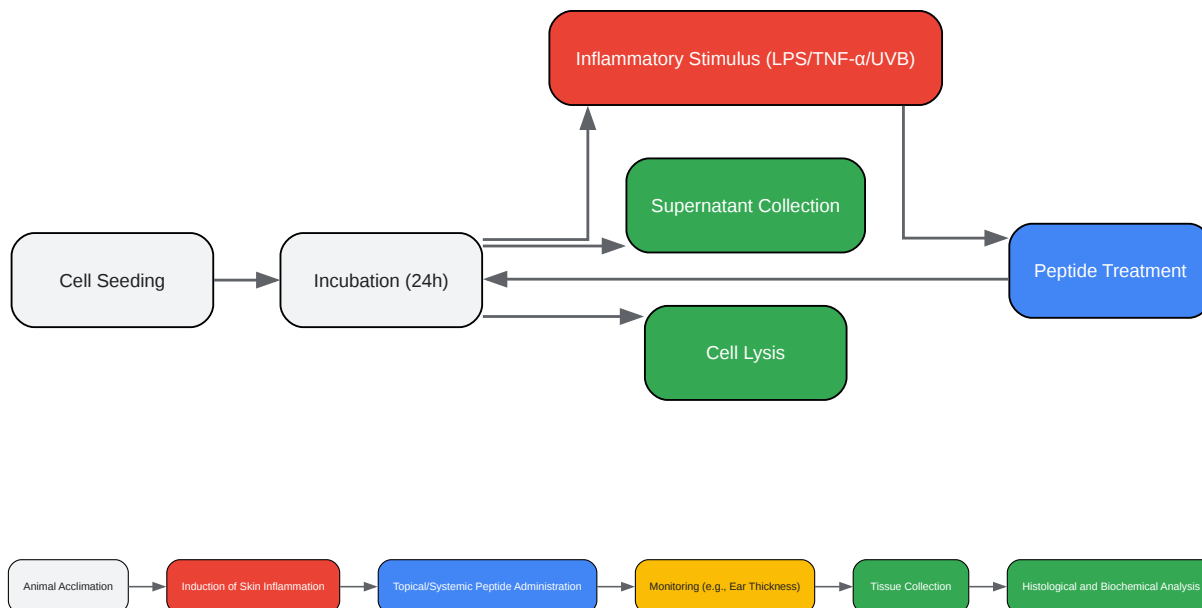 Inflammatory Stimulus (LPS/TNF-α/UVB)
Supernatant Collection
Cell Seeding
Incubation (24h)
Peptide Treatment
Cell Lysis
Animal Acclimation
Induction of Skin Inflammation
Topical/Systemic Peptide Administration
Monitoring (e.g., Ear Thickness)
Tissue Collection
Histological and Biochemical Analysis